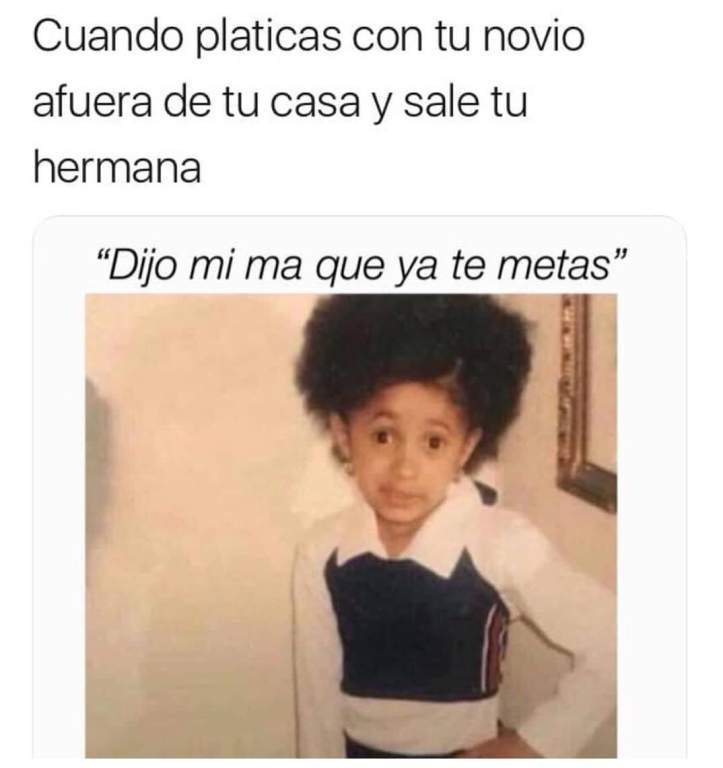 Cuando platicas con tu novio
afuera de tu casa y sale tu
hermana
“Dijo mi ma que ya te metas”